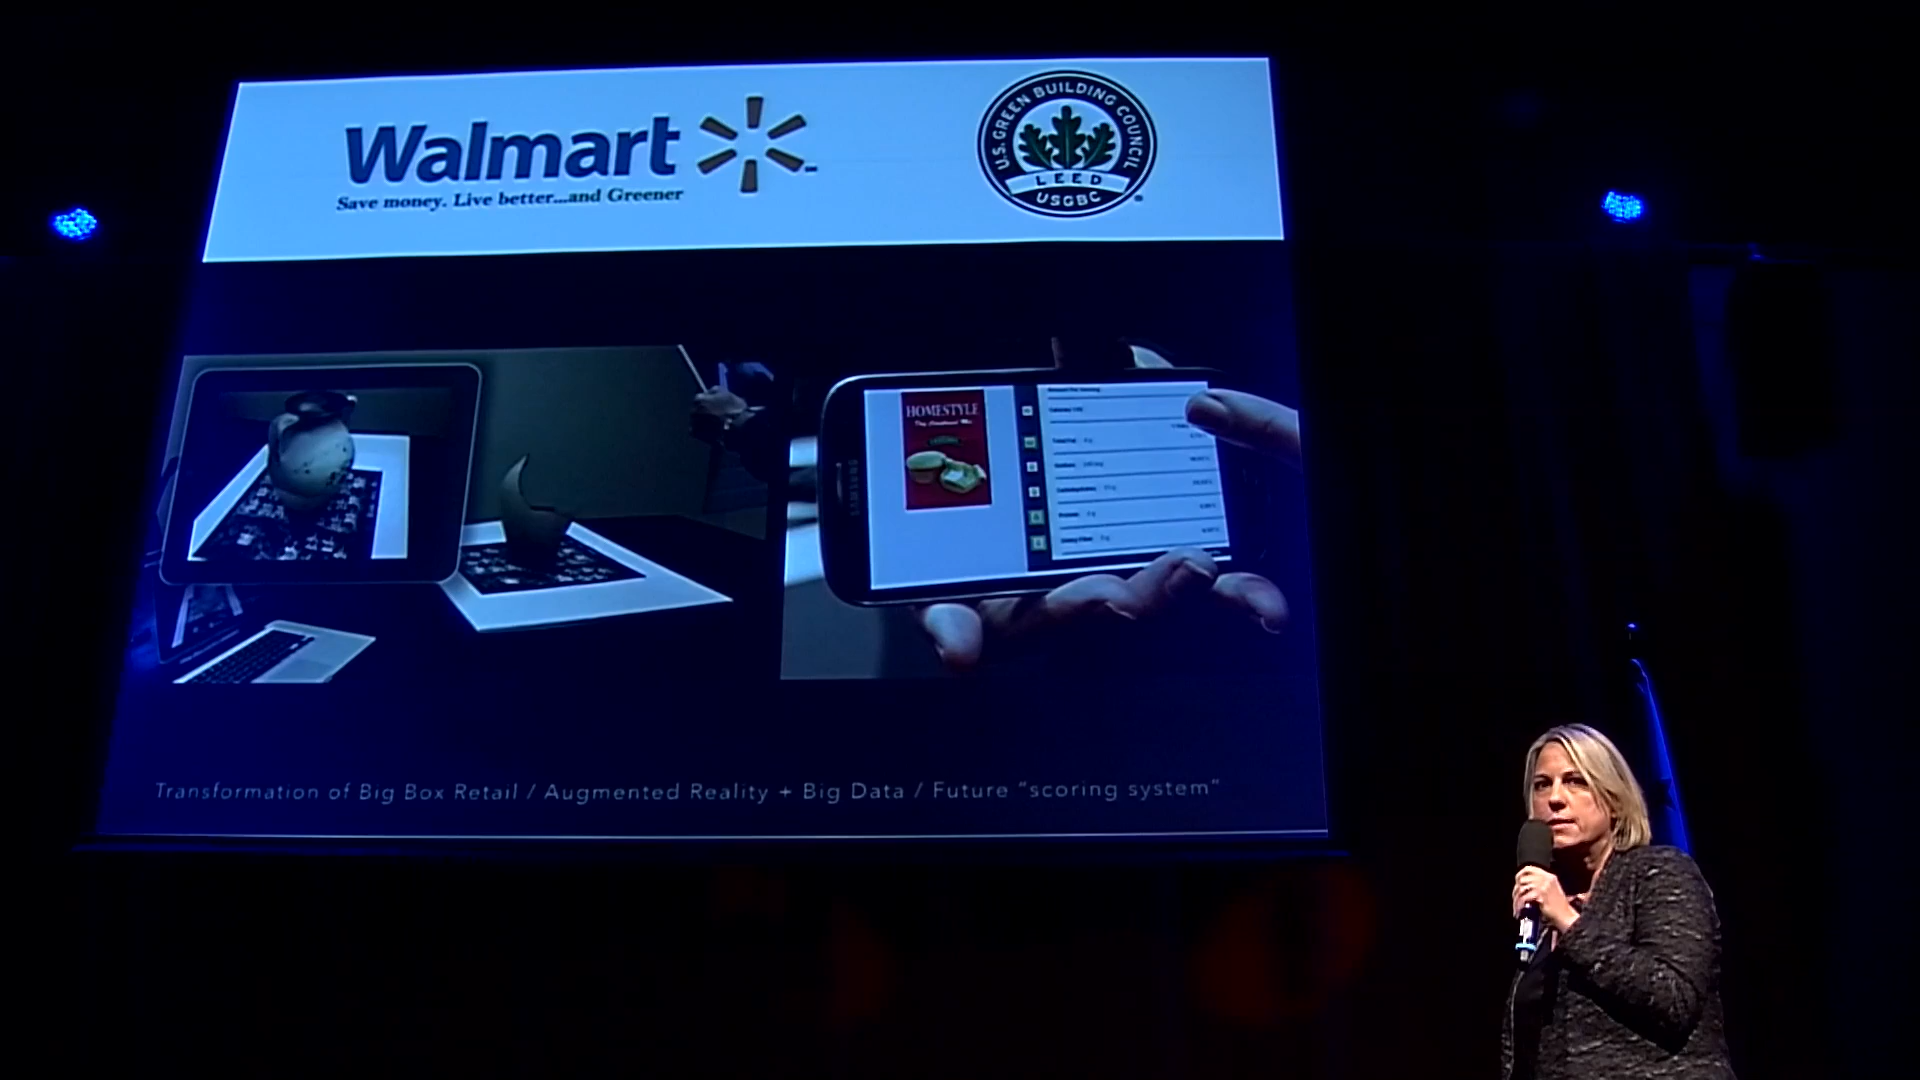 Walmart
Save money. Live better...and Greener
U.S. GREEN BUILDING COUNCIL
LEED
USGBC
SAMSUNG
HOMESTYLE
Transformation of Big Box Retail / Augmented Reality + Big Data / Future "scoring system"